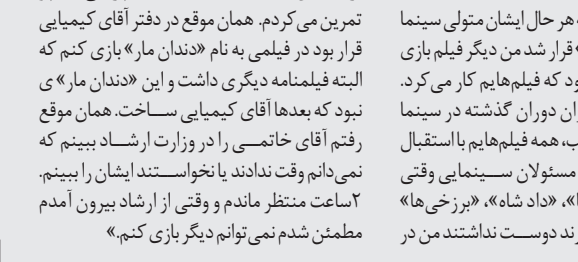 هر حال ایشان متولی سینما
قرار شد من دیگر فیلم بازی
ود که فیلم‌هایم کار می‌کرد.
ران دوران گذشته در سینما
ب، همه فیلم‌هایم با استقبال
مسئولان سینمایی وقتی
ا»، «داد شاه»، «برزخی‌ها»
رند دوست نداشتند من در
تمرین می‌کردم. همان موقع در دفتر آقای کیمیایی
قرار بود در فیلمی به نام «دندان مار» بازی کنم که
البته فیلمنامه دیگری داشت و این «دندان مار»ی
نبود که بعدها آقای کیمیایی ساخت. همان موقع
رفتم آقای خاتمی را در وزارت ارشاد ببینم که
نمی‌دانم وقت ندادند یا نخواستند ایشان را ببینم.
۲ساعت منتظر ماندم و وقتی از ارشاد بیرون آمدم
مطمئن شدم نمی‌توانم دیگر بازی کنم.»